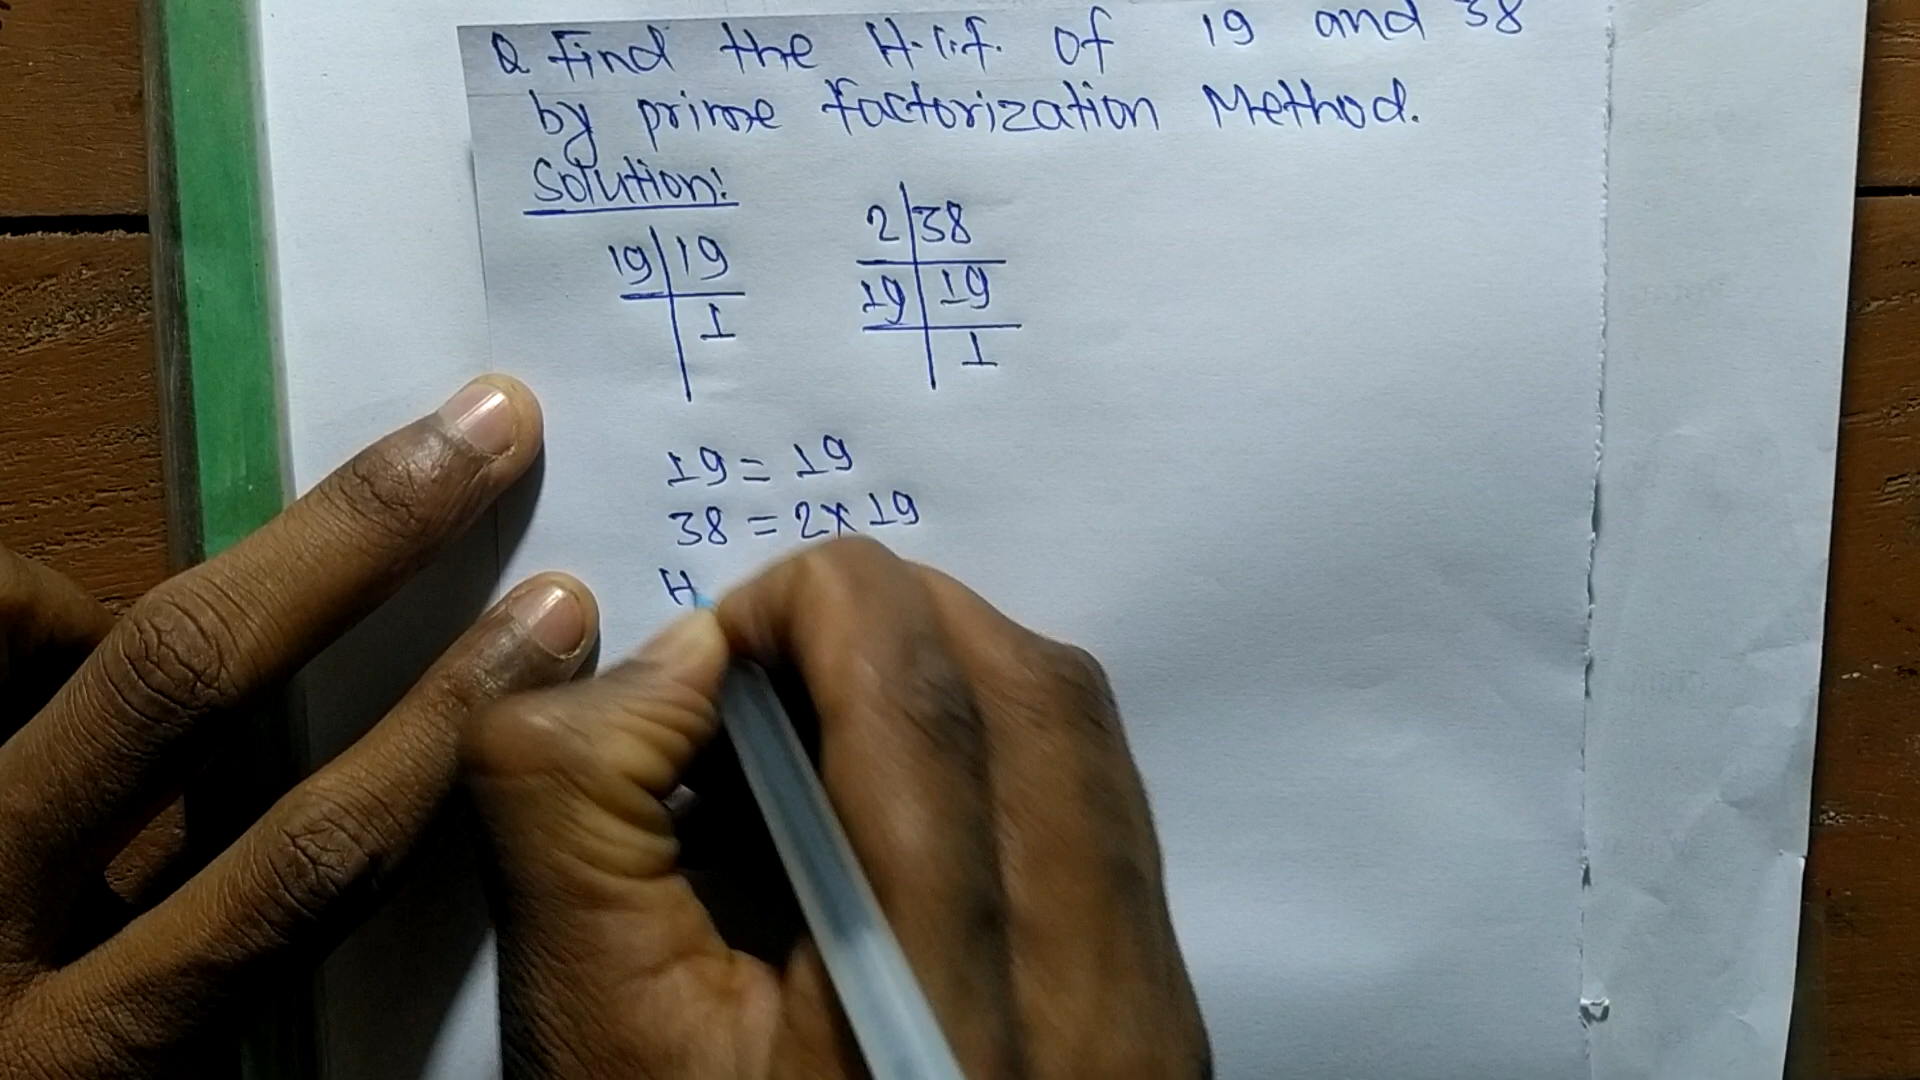 Q Find the H.C.F. of 19 and 38
by prime factorization Method.
Solution:
19 19
1
2 38
19 19
1
19 = 19
38 = 2 x 19
H